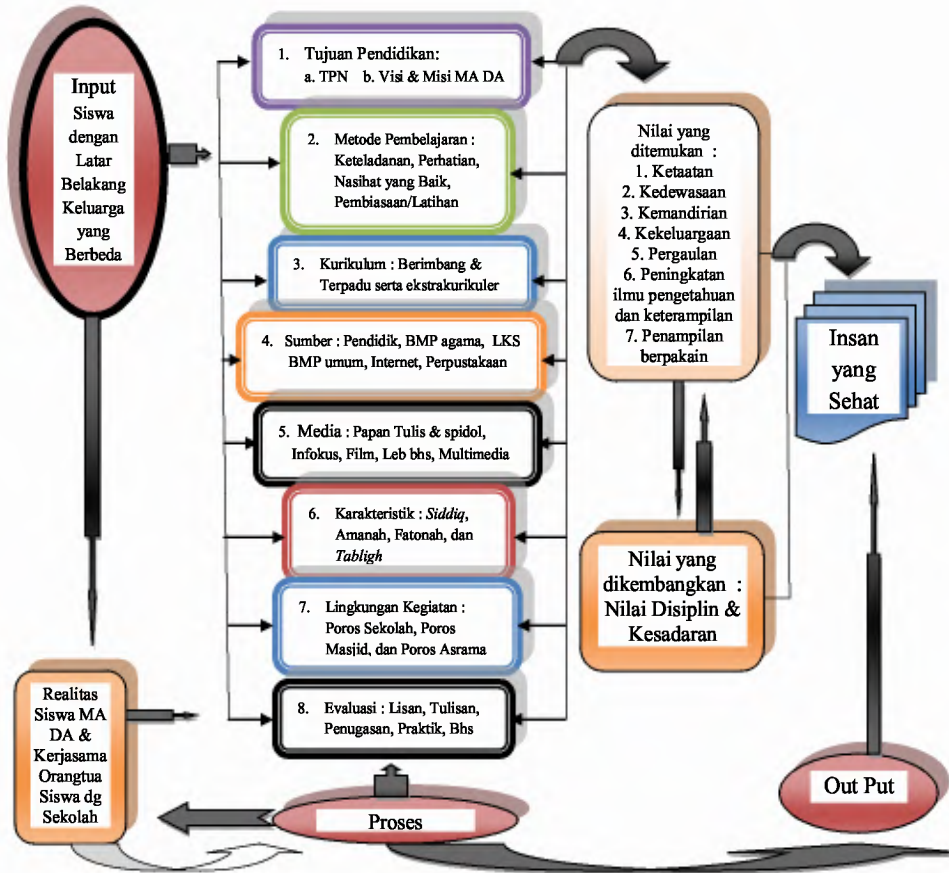 Input
Siswa
dengan
Latar
Belakang
Keluarga
yang
Berbeda
1. Tujuan Pendidikan:
a. TPN b. Visi & Misi MA DA
2. Metode Pembelajaran :
Keteladanan, Perhatian,
Nasihat yang Baik,
Pembiasaan/Latihan
3. Kurikulum : Berimbang &
Terpadu serta ekstrakurikuler
4. Sumber : Pendidik, BMP agama, LKS
BMP umum, Internet, Perpustakaan
5. Media : Papan Tulis & spidol,
Infokus, Film, Leb bhs, Multimedia
6. Karakteristik : Siddiq,
Amanah, Fatonah, dan
Tabligh
7. Lingkungan Kegiatan :
Poros Sekolah, Poros
Masjid, dan Poros Asrama
8. Evaluasi : Lisan, Tulisan,
Penugasan, Praktik, Bhs
Nilai yang
ditemukan :
1. Ketaatan
2. Kedewasaan
3. Kemandirian
4. Kekeluargaan
5. Pergaulan
6. Peningkatan
ilmu pengetahuan
dan keterampilan
7. Penampilan
berpakain
Nilai yang
dikembangkan :
Nilai Disiplin &
Kesadaran
Insan
yang
Sehat
Realitas
Siswa MA
DA &
Kerjasama
Orangtua
Siswa dg
Sekolah
Proses
Out Put